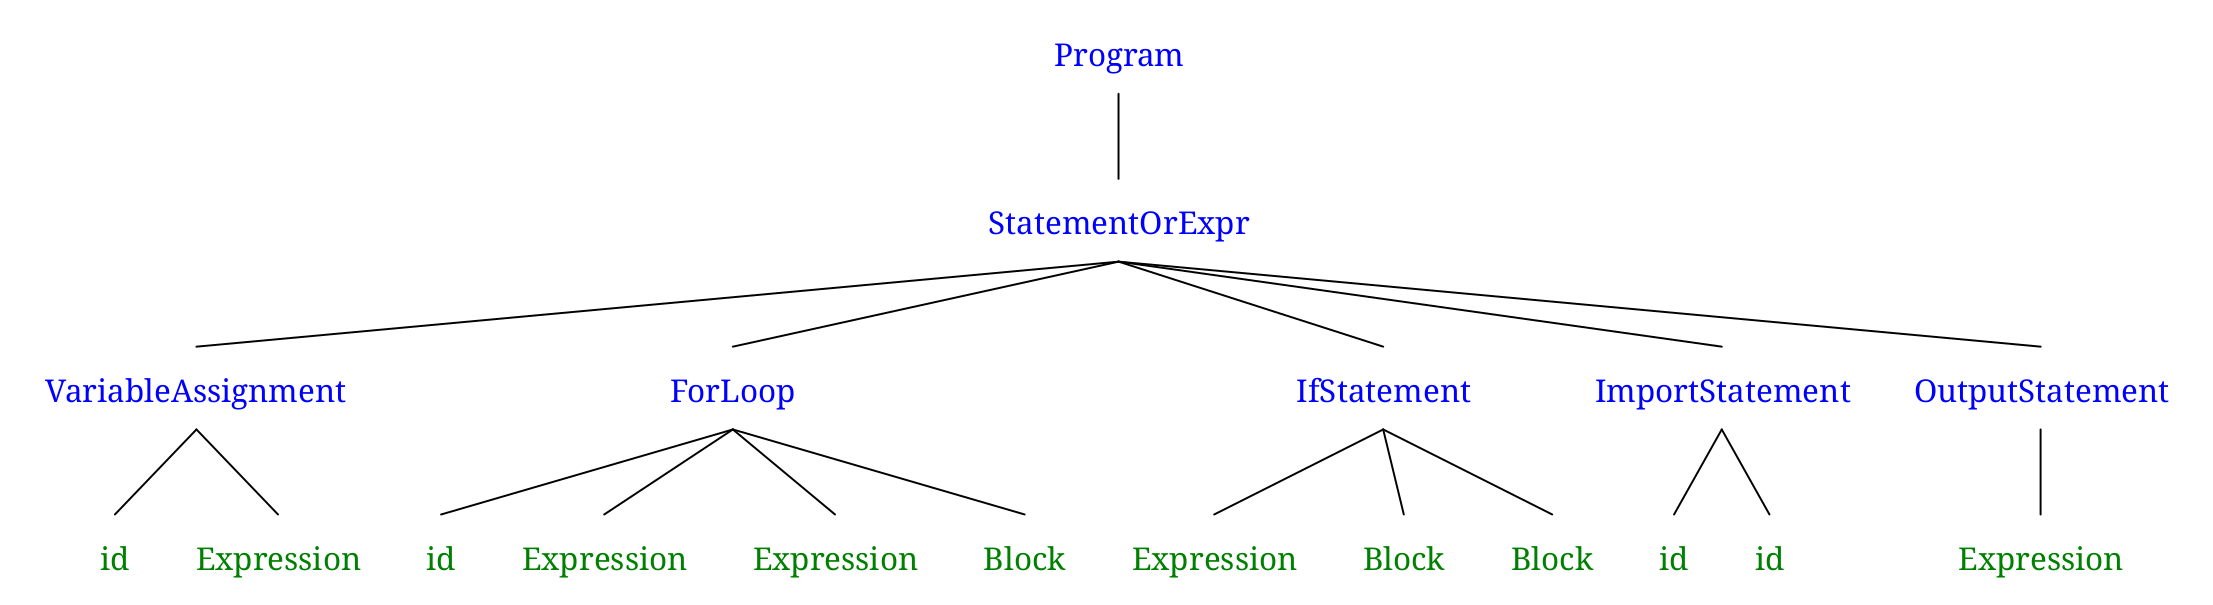 Program
StatementOrExpr
VariableAssignment ForLoop IfStatement ImportStatement OutputStatement
id Expression id Expression Expression Block Expression Block Block id id Expression